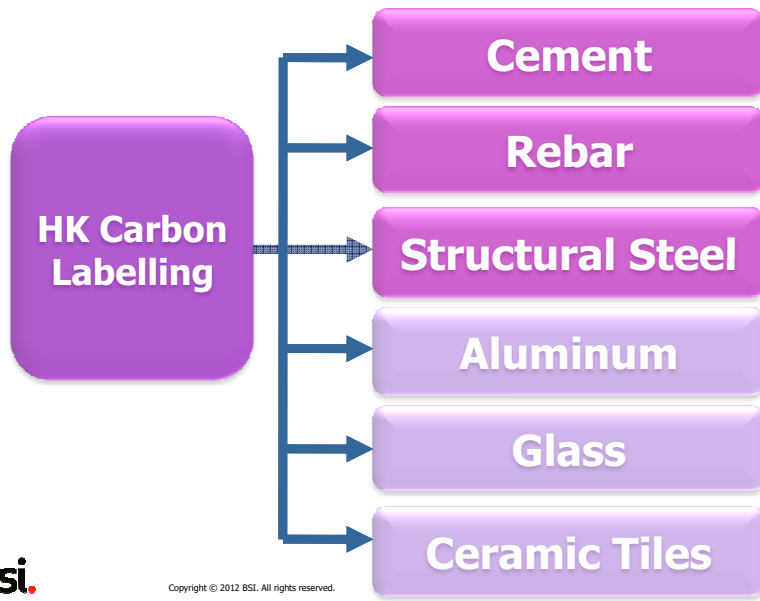 Cement
Rebar
HK Carbon
Labelling
Structural Steel
Aluminum
Glass
Ceramic Tiles
si.
Copyright © 2012 BSI. All rights reserved.